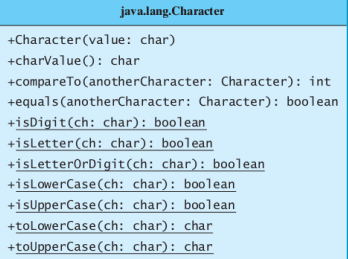 java.lang.Character
+Character(value: char)
+charValue(): char
+compareTo(anotherCharacter: Character): int
+equals(anotherCharacter: Character): boolean
+isDigit(ch: char): boolean
+isLetter(ch: char): boolean
+isLetterOrDigit(ch: char): boolean
+isLowerCase(ch: char): boolean
+isUpperCase(ch: char): boolean
+toLowerCase(ch: char): char
+toUpperCase(ch: char): char